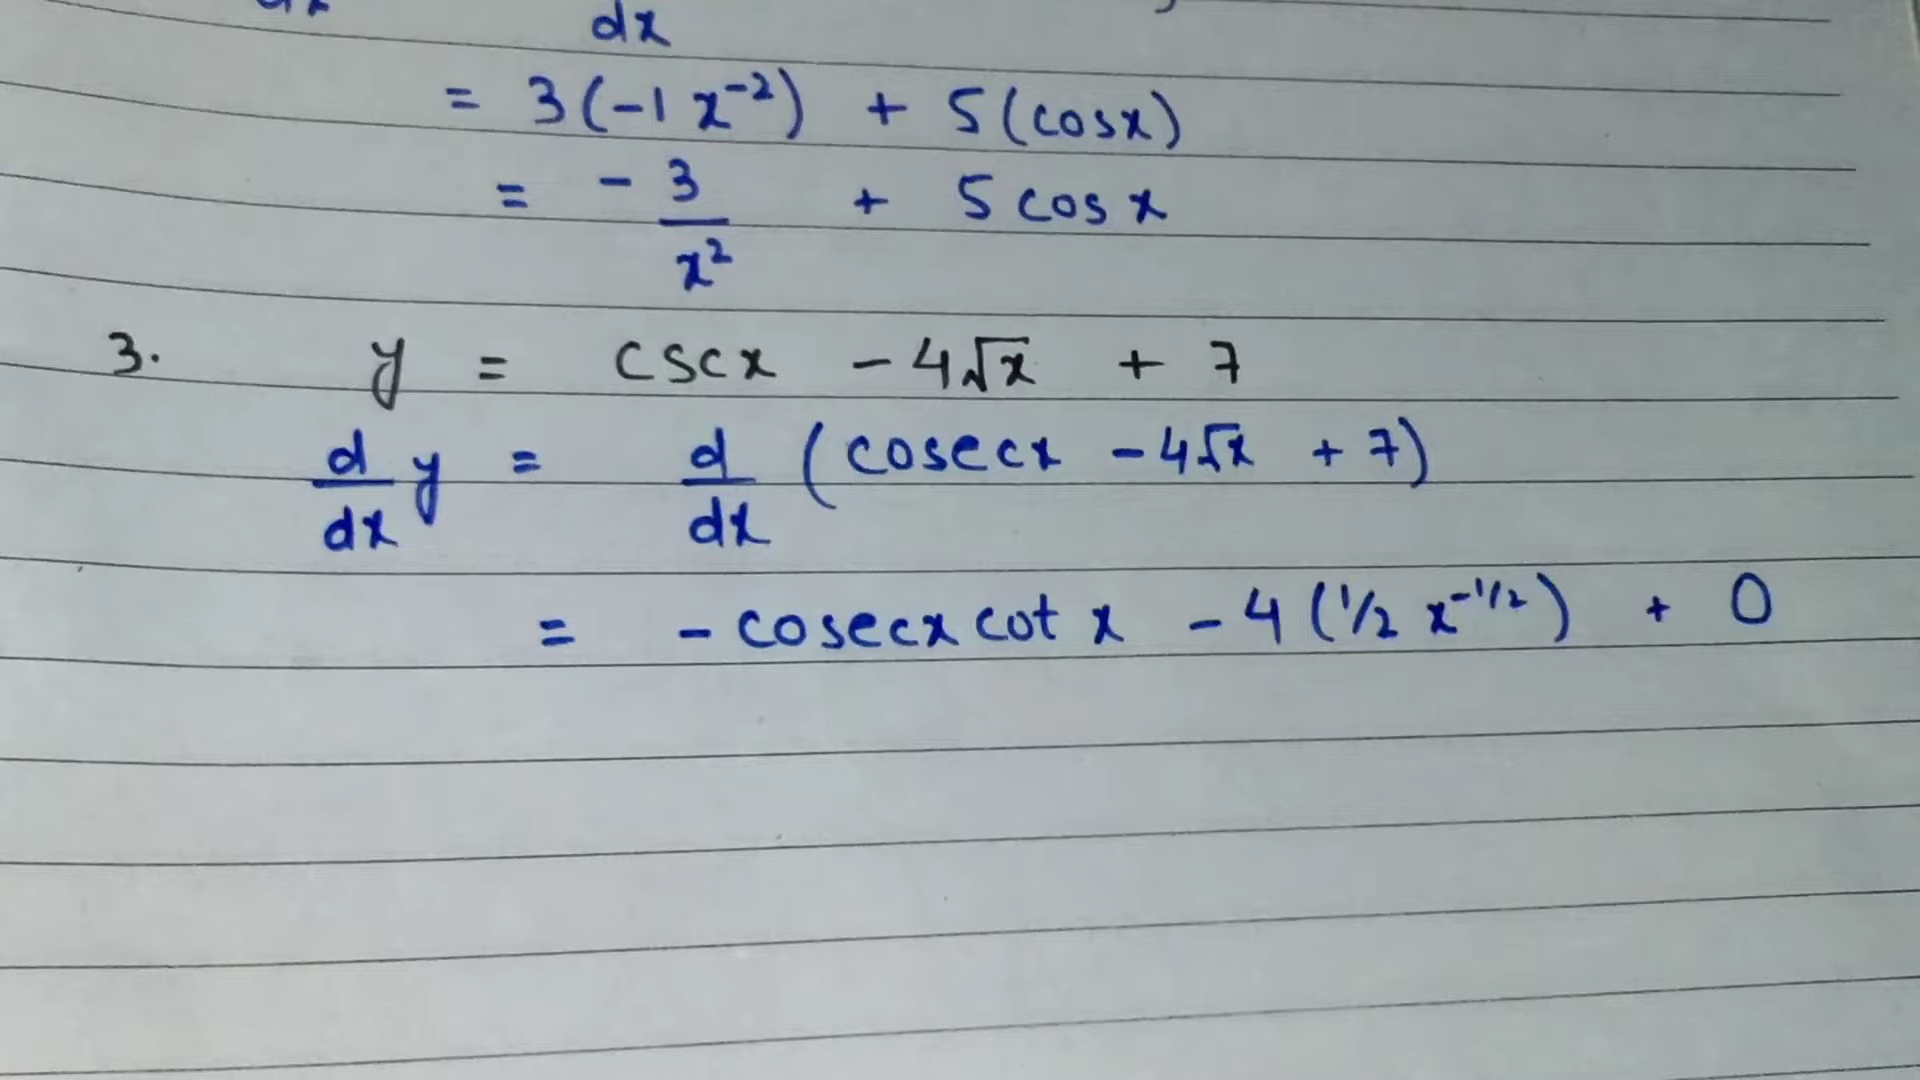 dx
= 3(-1 x⁻²) + 5(cosx)
= -3/x² + 5 cos x
3. y = cscx - 4√x + 7
d/dx y = d/dx (cosecx - 4√x + 7)
= - cosecx cot x - 4(1/2 x⁻¹/²) + 0